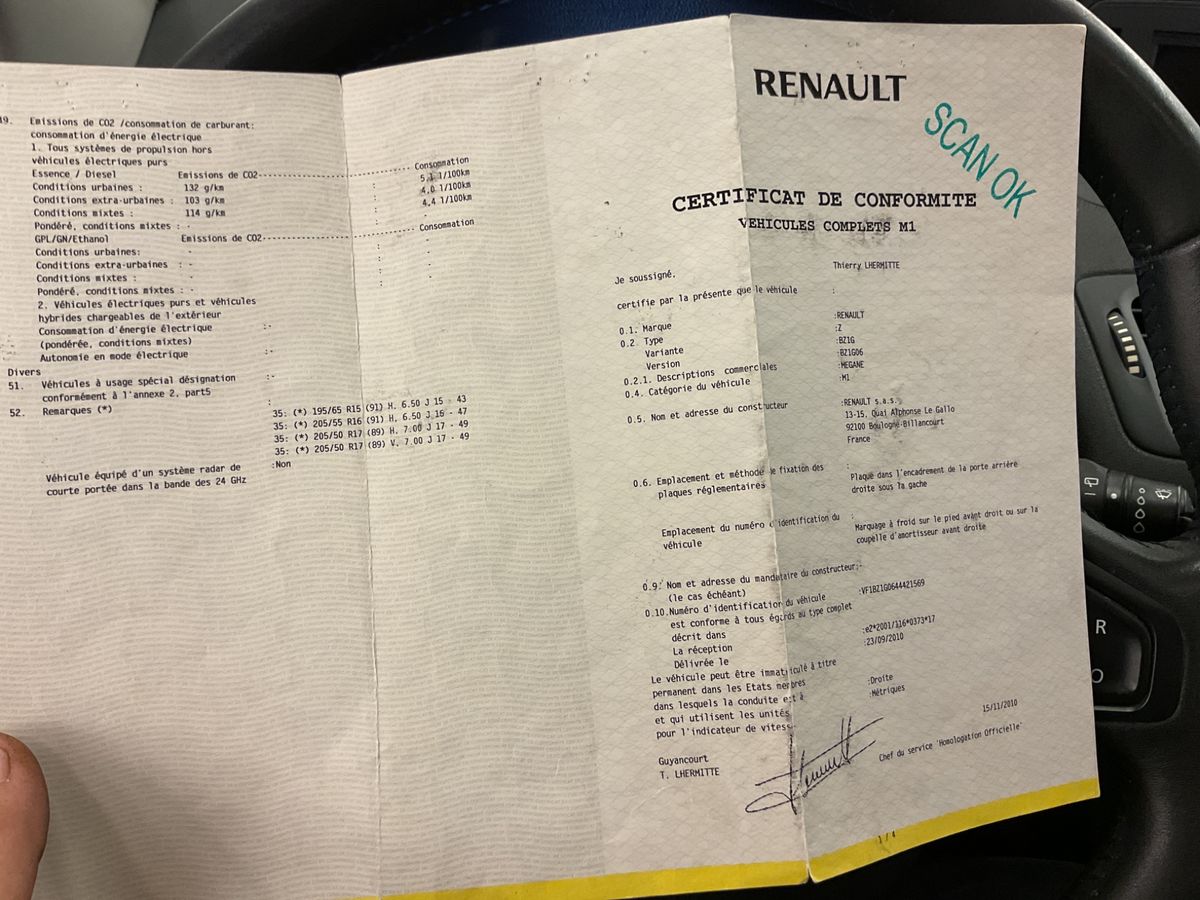 49. Emissions de CO2 /consommation de carburant:
consommation d'énergie électrique
1. Tous systèmes de propulsion hors
véhicules électriques purs
Essence / Diesel Emissions de CO2------------------------ Consommation
Conditions urbaines : 132 g/km : 5,1 l/100km
Conditions extra-urbaines : 103 g/km : 4,0 l/100km
Conditions mixtes : 114 g/km : 4,4 l/100km
Pondéré, conditions mixtes : - : -
GPL/GN/Ethanol Emissions de CO2------------------------ Consommation
Conditions urbaines: - : -
Conditions extra-urbaines : - : -
Conditions mixtes : - : -
Pondéré, conditions mixtes : -
2. Véhicules électriques purs et véhicules
hybrides chargeables de l'extérieur
Consommation d'énergie électrique :-
(pondérée, conditions mixtes)
Autonomie en mode électrique :-
Divers
51. Véhicules à usage spécial désignation :-
conformément à l'annexe 2, part5
52. Remarques (*) :
35: (*) 195/65 R15 (91) H. 6.50 J 15 - 43
35: (*) 205/55 R16 (91) H. 6.50 J 16 - 47
35: (*) 205/50 R17 (89) H. 7.00 J 17 - 49
35: (*) 205/50 R17 (89) V. 7.00 J 17 - 49
Véhicule équipé d'un système radar de :Non
courte portée dans la bande des 24 GHz
RENAULT
SCAN OK
CERTIFICAT DE CONFORMITE
VEHICULES COMPLETS M1
Je soussigné, Thierry LHERMITTE
certifie par la présente que le véhicule :
0.1. Marque :RENAULT
0.2 Type :Z
Variante :BZ1G
Version :BZ1G06
0.2.1. Descriptions commerciales :MEGANE
0.4. Catégorie du véhicule :M1
0.5. Nom et adresse du constructeur :RENAULT s.a.s.
13-15, Quai Alphonse Le Gallo
92100 Boulogne-Billancourt
France
0.6. Emplacement et méthode de fixation des :
plaques réglementaires Plaque dans l'encadrement de la porte arrière
droite sous la gache
Emplacement du numéro d'identification du :
véhicule Marquage à froid sur le pied avant droit ou sur la
coupelle d'amortisseur avant droite
0.9. Nom et adresse du mandataire du constructeur:-
(le cas échéant)
0.10.Numéro d'identification du véhicule :VF1BZ1G0644421569
est conforme à tous égards au type complet
décrit dans
La réception :e2*2001/116*0373*17
Délivrée le :23/09/2010
Le véhicule peut être immatriculé à titre
permanent dans les Etats membres
dans lesquels la conduite est à :Droite
et qui utilisent les unités :Métriques
pour l'indicateur de vitess
15/11/2010
Guyancourt
T. LHERMITTE
Chef du service 'Homologation Officielle'
1 / 4
R
O